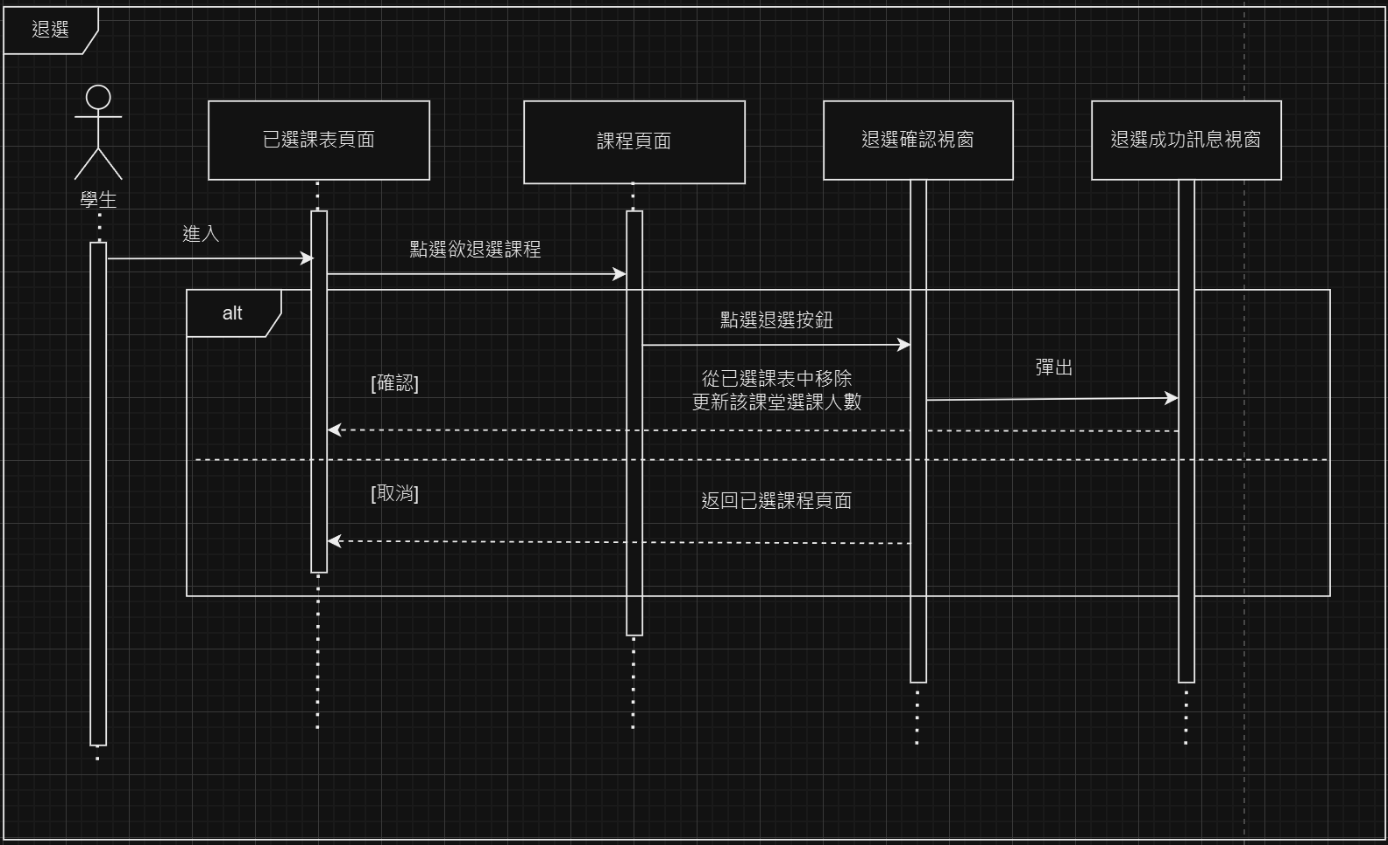 退選
學生
已選課表頁面
課程頁面
退選確認視窗
退選成功訊息視窗
進入
點選欲退選課程
alt
點選退選按鈕
[確認]
從已選課表中移除
更新該課堂選課人數
彈出
[取消]
返回已選課程頁面